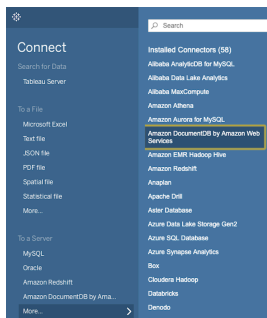 Connect
Search for Data
Tableau Server
To a File
Microsoft Excel
Text file
JSON file
PDF file
Spatial file
Statistical file
More...
To a Server
MySQL
Oracle
Amazon Redshift
Amazon DocumentDB by Ama...
More...
Search
Installed Connectors (58)
Alibaba AnalyticDB for MySQL
Alibaba Data Lake Analytics
Alibaba MaxCompute
Amazon Athena
Amazon Aurora for MySQL
Amazon DocumentDB by Amazon Web
Services
Amazon EMR Hadoop Hive
Amazon Redshift
Anaplan
Apache Drill
Aster Database
Azure Data Lake Storage Gen2
Azure SQL Database
Azure Synapse Analytics
Box
Cloudera Hadoop
Databricks
Denodo